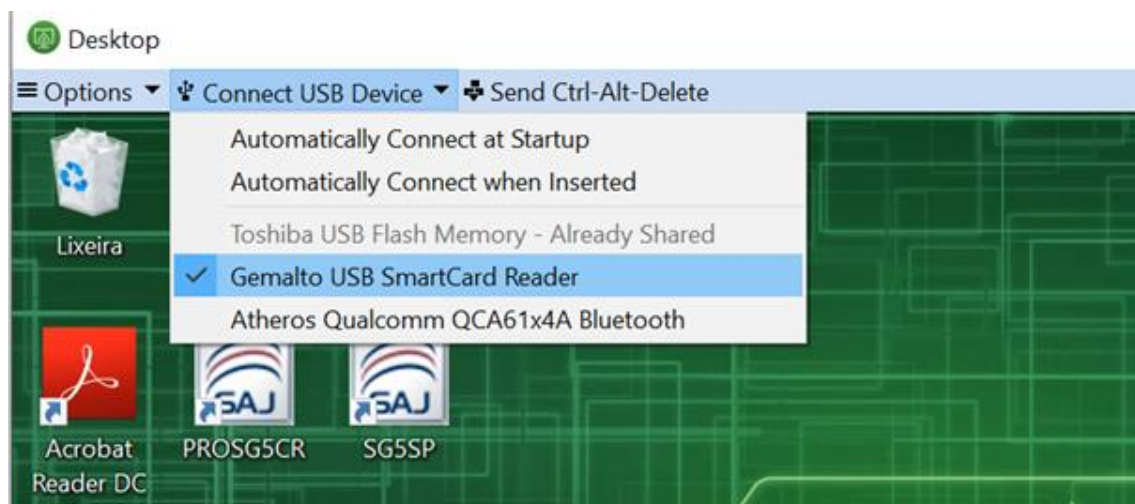 Desktop
Options Connect USB Device Send Ctrl-Alt-Delete
Automatically Connect at Startup
Automatically Connect when Inserted
Toshiba USB Flash Memory - Already Shared
Gemalto USB SmartCard Reader
Atheros Qualcomm QCA61x4A Bluetooth
Lixeira
SAJ SAJ
Acrobat Reader DC
PROSG5CR
SG5SP